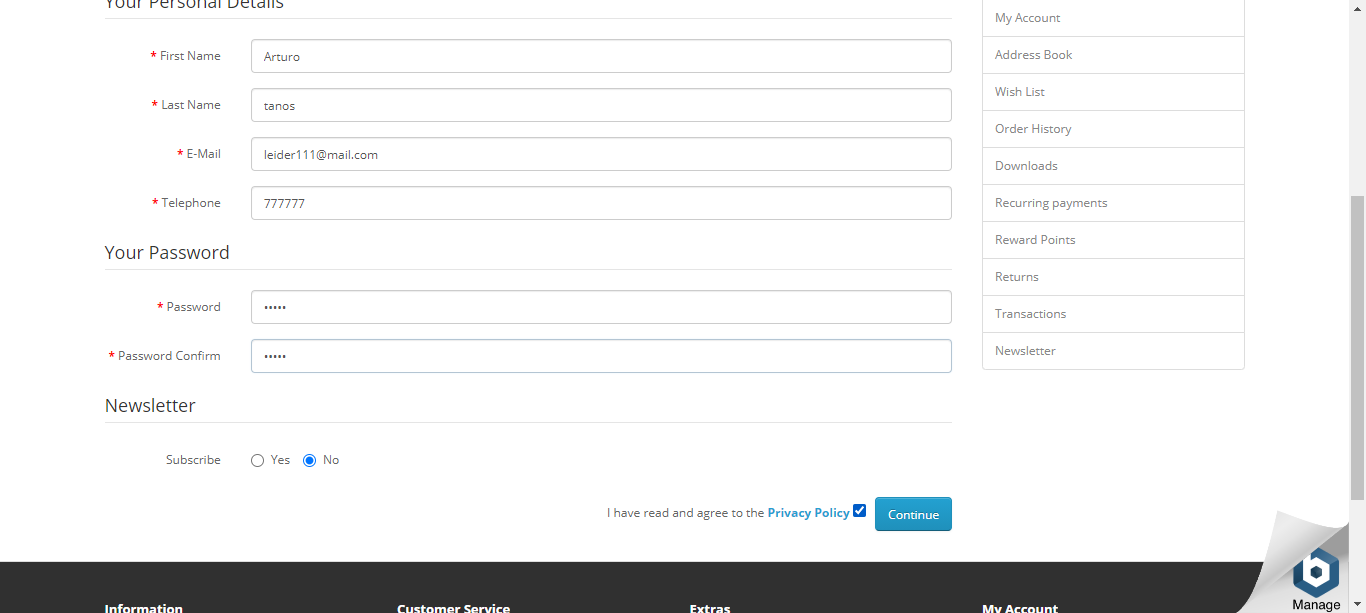 Your Personal Details
* First Name
Arturo
* Last Name
tanos
* E-Mail
leider111@mail.com
* Telephone
777777
Your Password
* Password
•••••
* Password Confirm
•••••
Newsletter
Subscribe Yes No
I have read and agree to the Privacy Policy Continue
My Account
Address Book
Wish List
Order History
Downloads
Recurring payments
Reward Points
Returns
Transactions
Newsletter
Information Customer Service Extras My Account
b
Manage